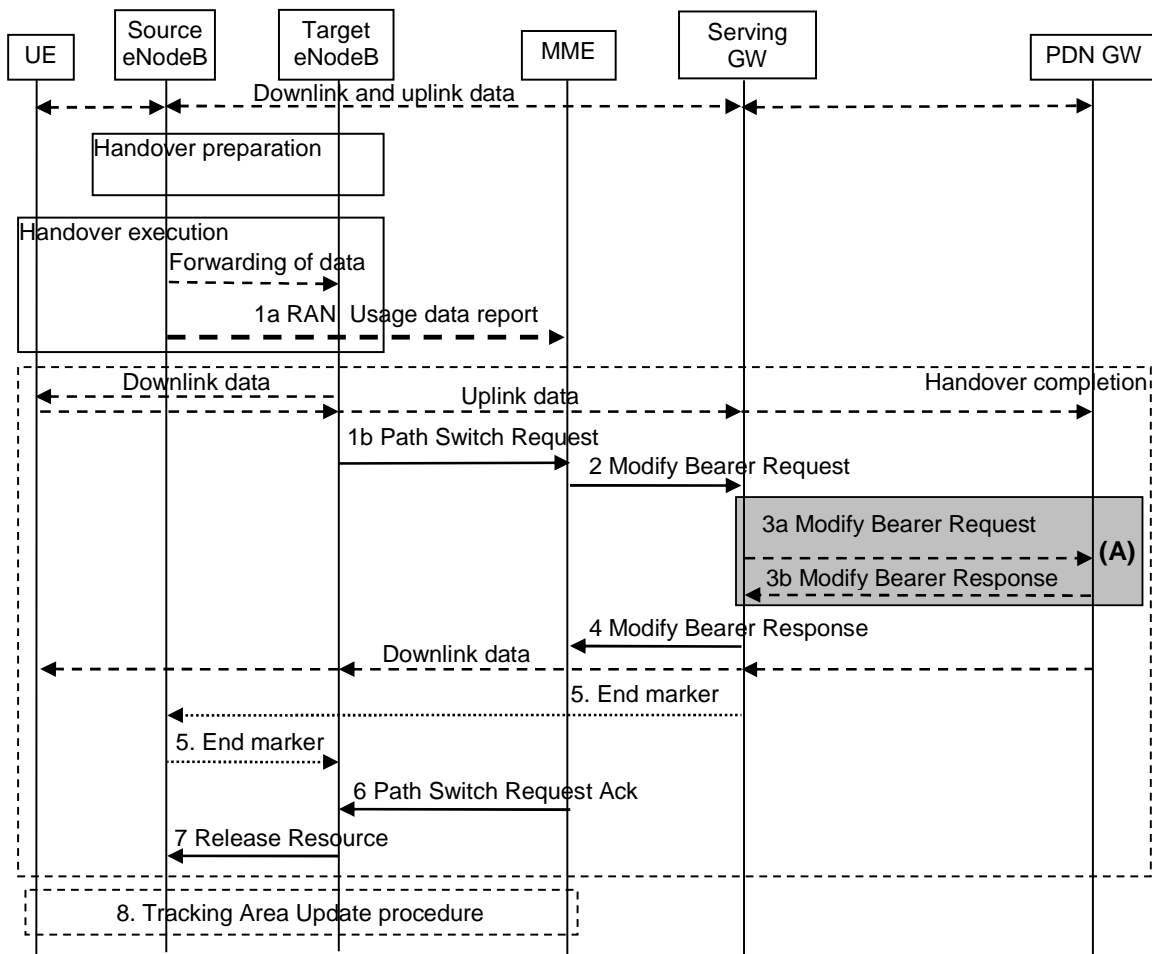 UE
Source
eNodeB
Target
eNodeB
MME
Serving
GW
PDN GW
Downlink and uplink data
Handover preparation
Handover execution
Forwarding of data
1a RAN  Usage data report
Downlink data
Uplink data
Handover completion
1b Path Switch Request
2 Modify Bearer Request
3a Modify Bearer Request
(A)
3b Modify Bearer Response
4 Modify Bearer Response
Downlink data
5. End marker
5. End marker
6 Path Switch Request Ack
7 Release Resource
8. Tracking Area Update procedure